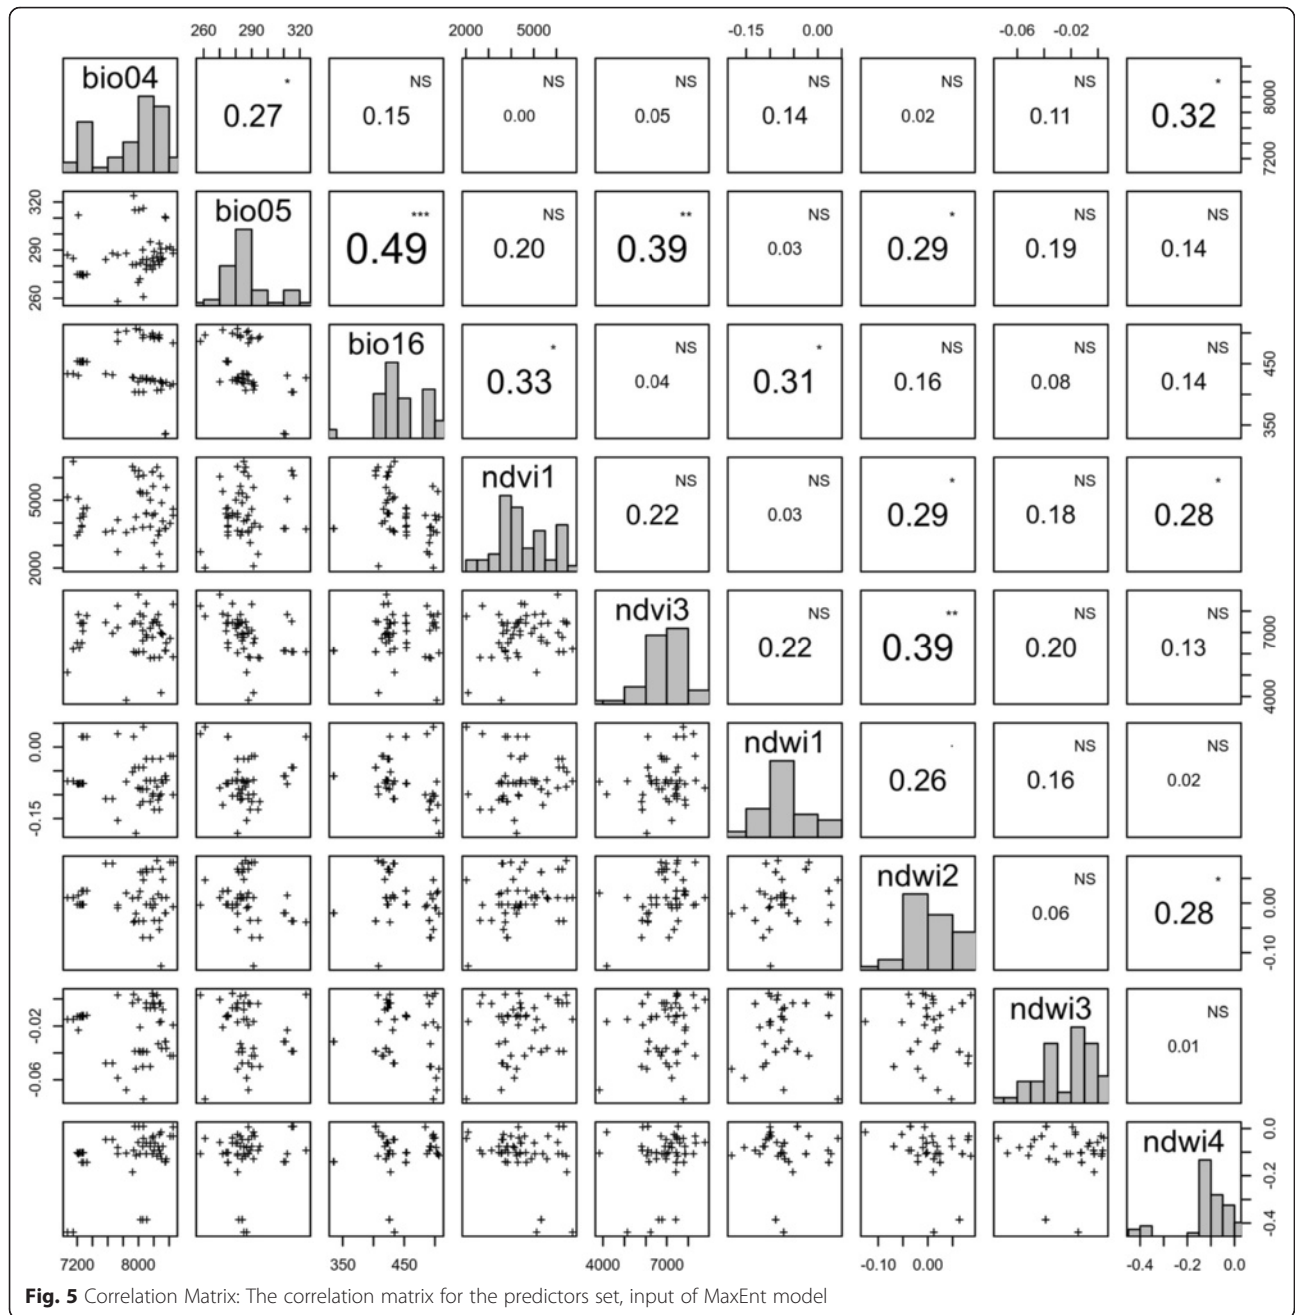 260 290 320 2000 5000 -0.15 0.00 -0.06 -0.02
bio04 * NS NS NS NS NS NS *
0.27 0.15 0.00 0.05 0.14 0.02 0.11 0.32
7200 8000
bio05 *** NS ** NS * NS NS
0.49 0.20 0.39 0.03 0.29 0.19 0.14
260 290 320
bio16 * NS * NS NS NS
0.33 0.04 0.31 0.16 0.08 0.14
350 450
ndvi1 NS NS * NS *
0.22 0.03 0.29 0.18 0.28
2000 5000
ndvi3 NS ** NS NS
0.22 0.39 0.20 0.13
4000 7000
ndwi1 . NS NS
0.26 0.16 0.02
-0.15 0.00
ndwi2 NS *
0.06 0.28
-0.10 0.00
ndwi3 NS
0.01
-0.06 -0.02
ndwi4
-0.4 -0.2 0.0
7200 8000 350 450 4000 7000 -0.10 0.00 -0.4 -0.2 0.0
Fig. 5 Correlation Matrix: The correlation matrix for the predictors set, input of MaxEnt model